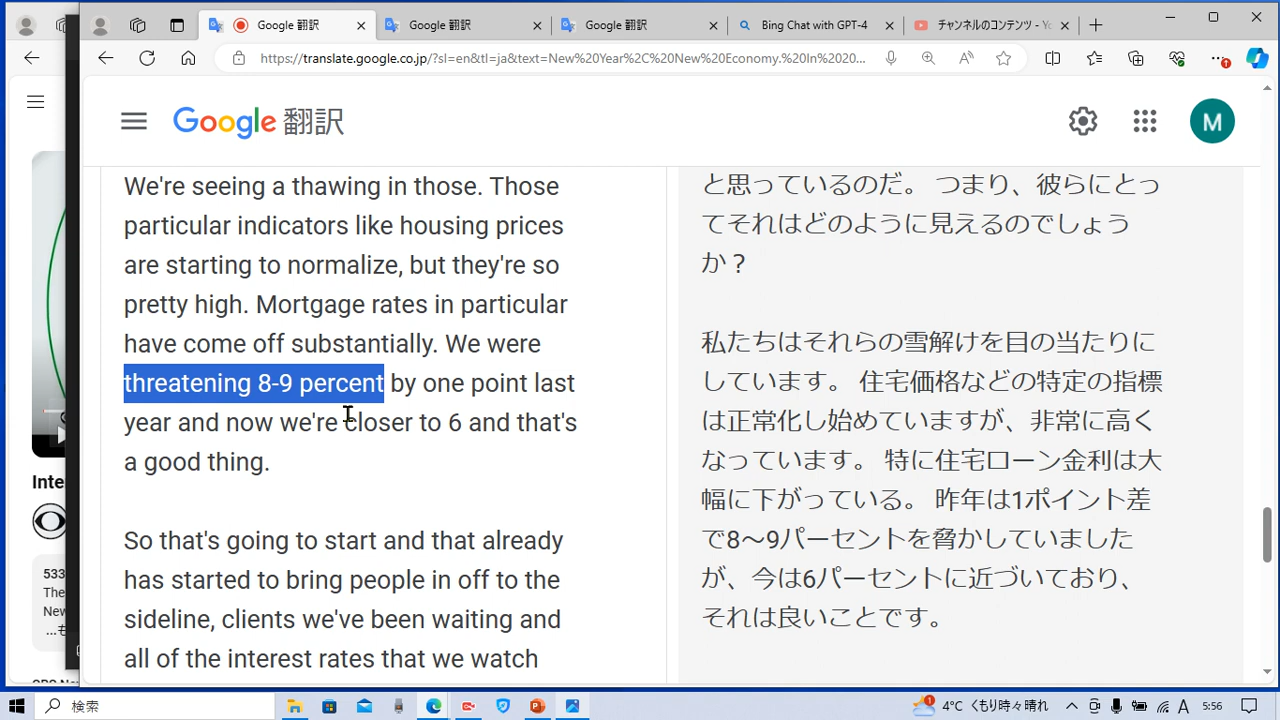 Google 翻訳
Google 翻訳
Google 翻訳
Bing Chat with GPT-4
チャンネルのコンテンツ - Yo
https://translate.google.co.jp/?sl=en&tl=ja&text=New%20Year%2C%20New%20Economy.%20In%2020...
Google 翻訳
M
We're seeing a thawing in those. Those
particular indicators like housing prices
are starting to normalize, but they're so
pretty high. Mortgage rates in particular
have come off substantially. We were
threatening 8-9 percent by one point last
year and now we're closer to 6 and that's
a good thing.
So that's going to start and that already
has started to bring people in off to the
sideline, clients we've been waiting and
all of the interest rates that we watch
と思っているのだ。 つまり、彼らにとっ
てそれはどのように見えるのでしょう
か？
私たちはそれらの雪解けを目の当たりに
しています。 住宅価格などの特定の指標
は正常化し始めていますが、非常に高く
なっています。 特に住宅ローン金利は大
幅に下がっている。 昨年は1ポイント差
で8～9パーセントを脅かしていました
が、今は6パーセントに近づいており、
それは良いことです。
Inte
533
The
New
...も
検索
1
4°C くもり時々晴れ
A
5:56